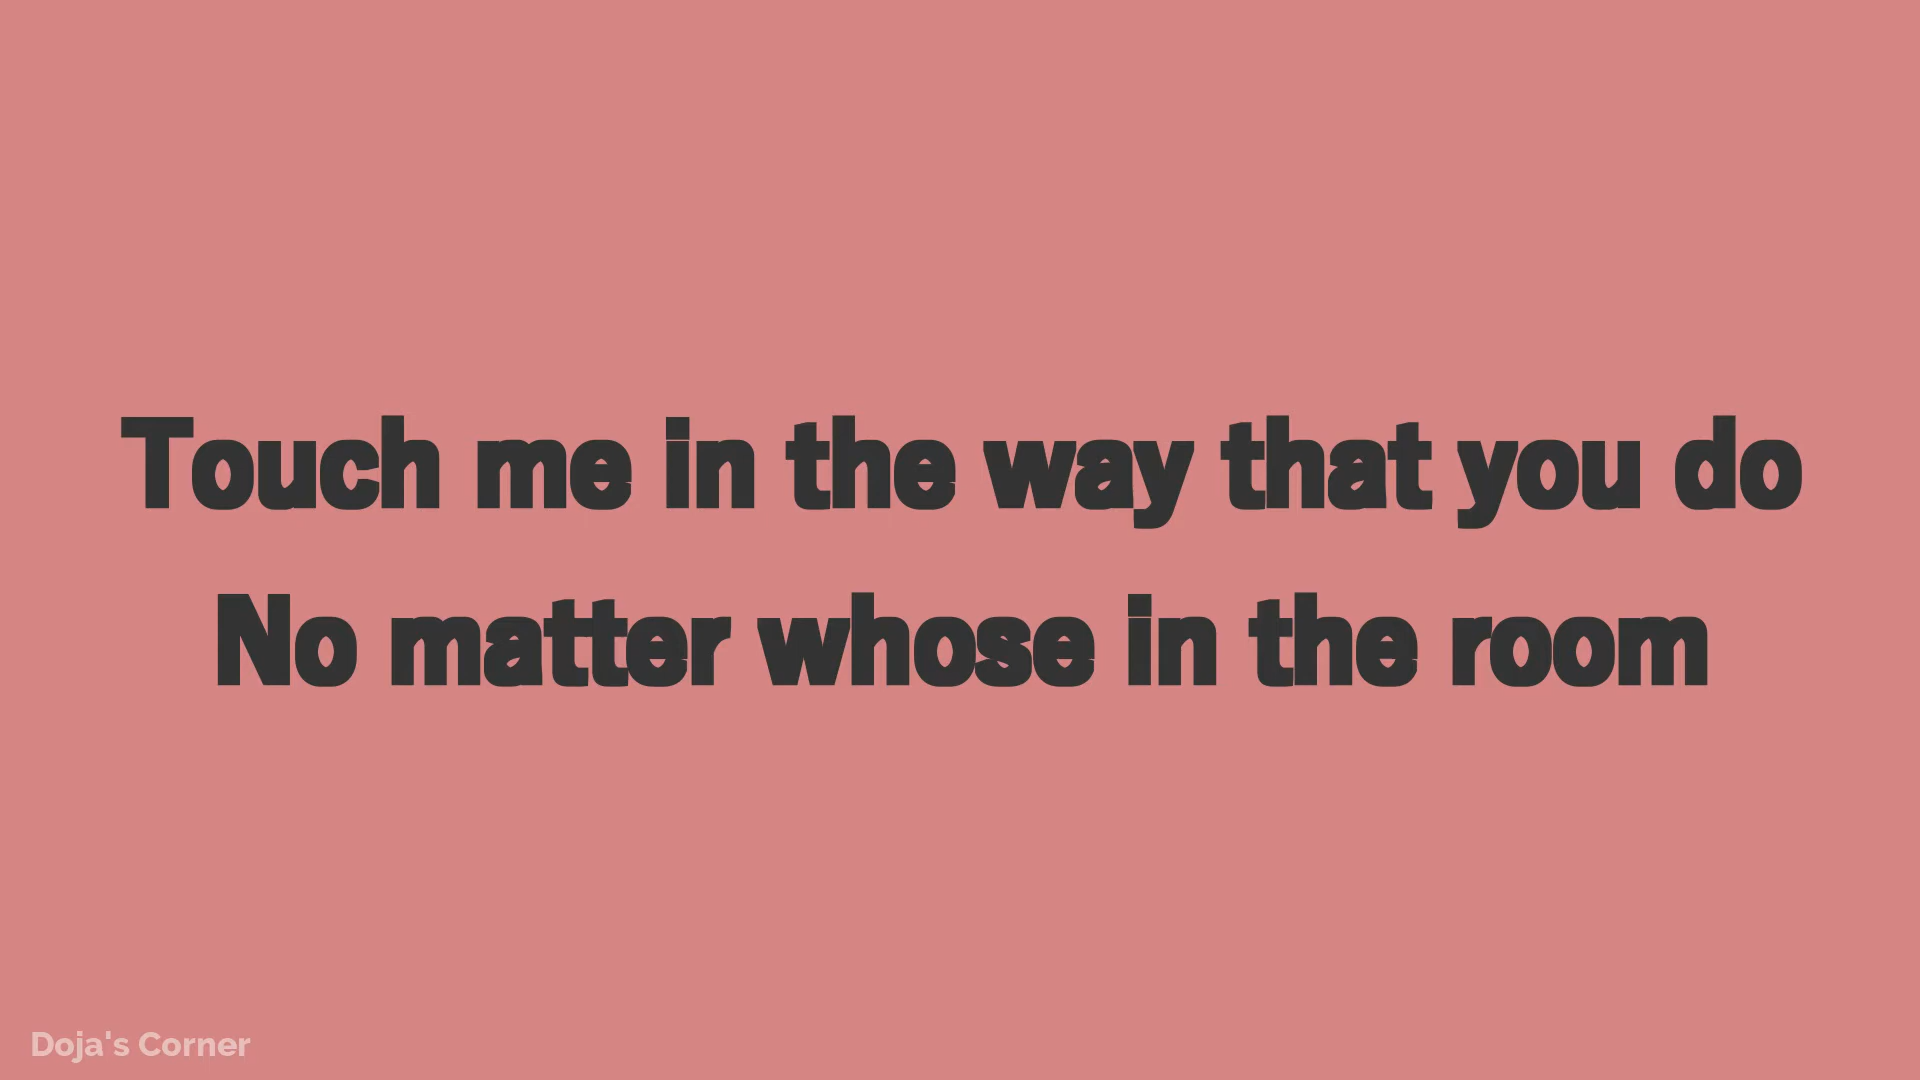 Touch me in the way that you do
No matter whose in the room
Doja's Corner